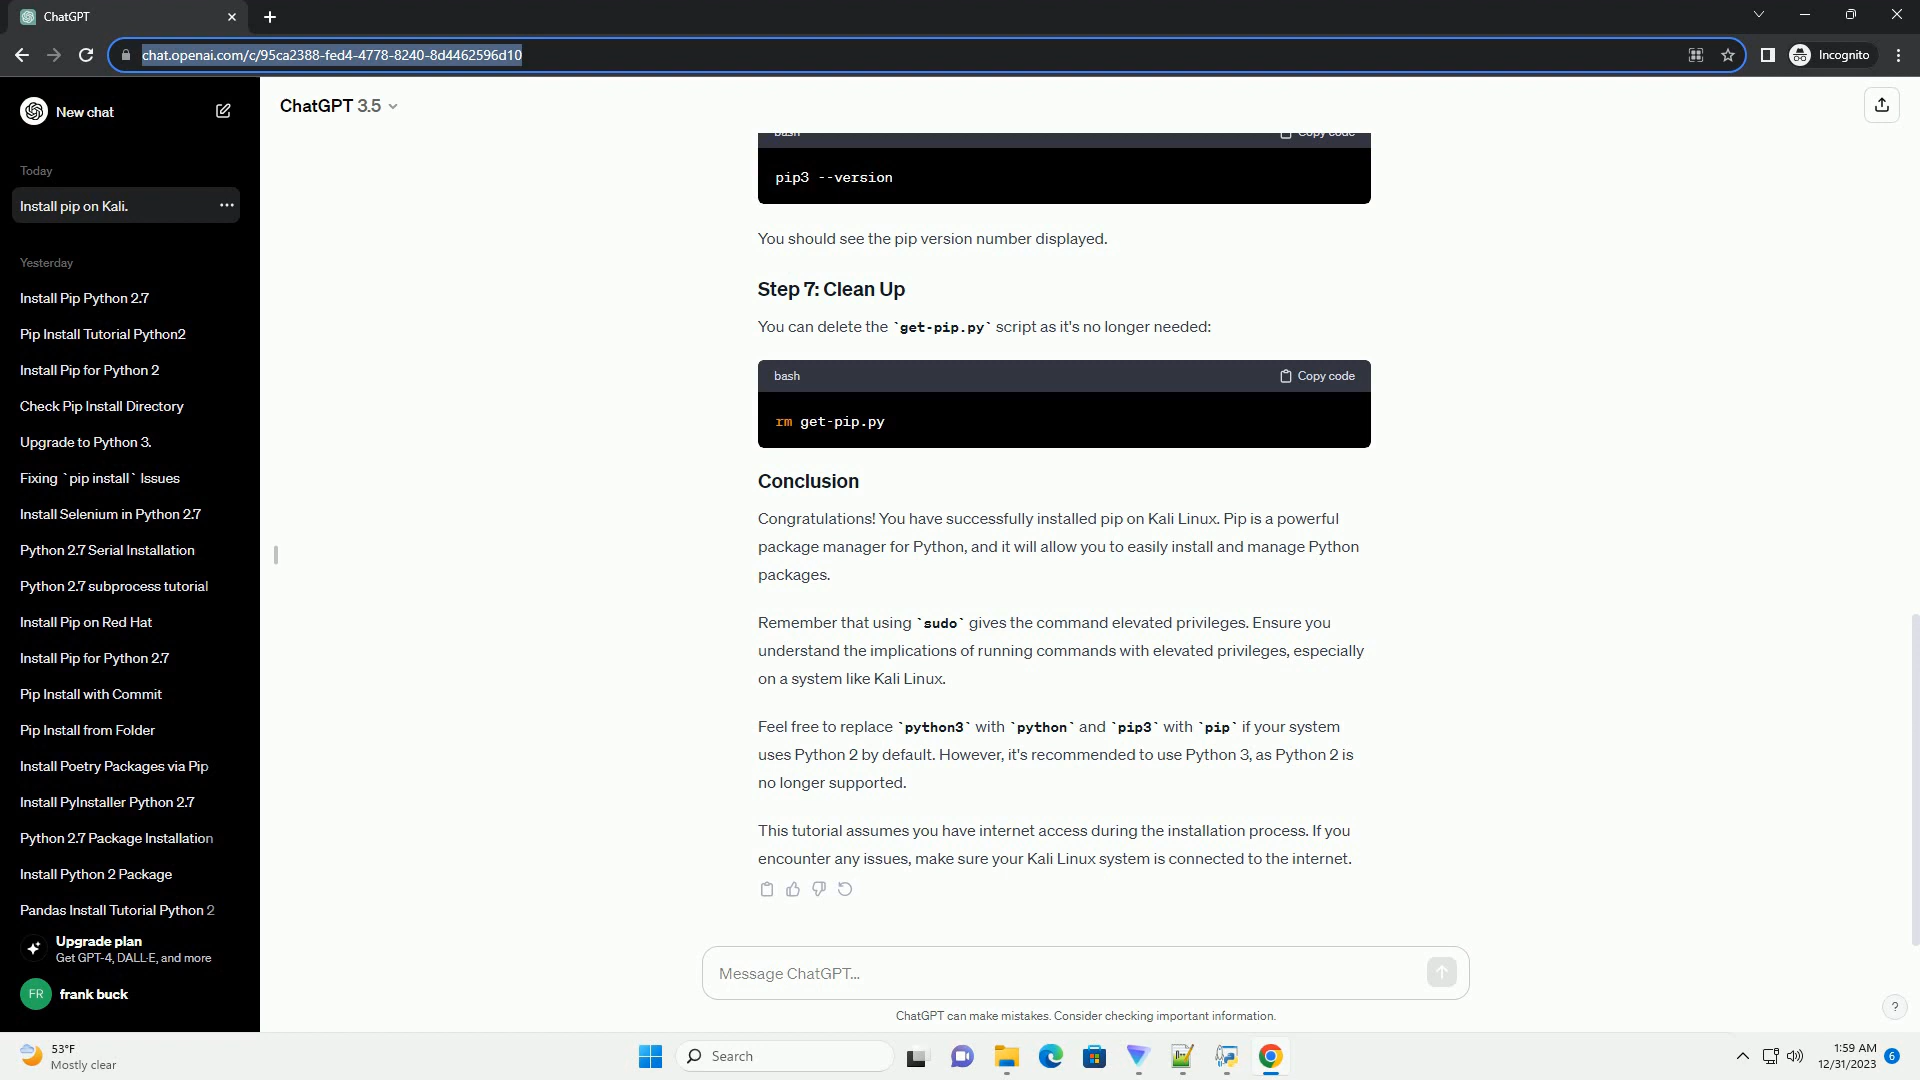 ChatGPT
chat.openai.com/c/95ca2388-fed4-4778-8240-8d4462596d10
Incognito
New chat
Today
Install pip on Kali.
Yesterday
Install Pip Python 2.7
Pip Install Tutorial Python2
Install Pip for Python 2
Check Pip Install Directory
Upgrade to Python 3.
Fixing `pip install` Issues
Install Selenium in Python 2.7
Python 2.7 Serial Installation
Python 2.7 subprocess tutorial
Install Pip on Red Hat
Install Pip for Python 2.7
Pip Install with Commit
Pip Install from Folder
Install Poetry Packages via Pip
Install PyInstaller Python 2.7
Python 2.7 Package Installation
Install Python 2 Package
Pandas Install Tutorial Python 2
Upgrade plan
Get GPT-4, DALL·E, and more
FR frank buck
ChatGPT 3.5
bash Copy code
pip3 --version
You should see the pip version number displayed.
Step 7: Clean Up
You can delete the `get-pip.py` script as it's no longer needed:
bash Copy code
rm get-pip.py
Conclusion
Congratulations! You have successfully installed pip on Kali Linux. Pip is a powerful
package manager for Python, and it will allow you to easily install and manage Python
packages.
Remember that using `sudo` gives the command elevated privileges. Ensure you
understand the implications of running commands with elevated privileges, especially
on a system like Kali Linux.
Feel free to replace `python3` with `python` and `pip3` with `pip` if your system
uses Python 2 by default. However, it's recommended to use Python 3, as Python 2 is
no longer supported.
This tutorial assumes you have internet access during the installation process. If you
encounter any issues, make sure your Kali Linux system is connected to the internet.
Message ChatGPT...
ChatGPT can make mistakes. Consider checking important information.
?
53°F
Mostly clear
Search
1:59 AM
12/31/2023
6